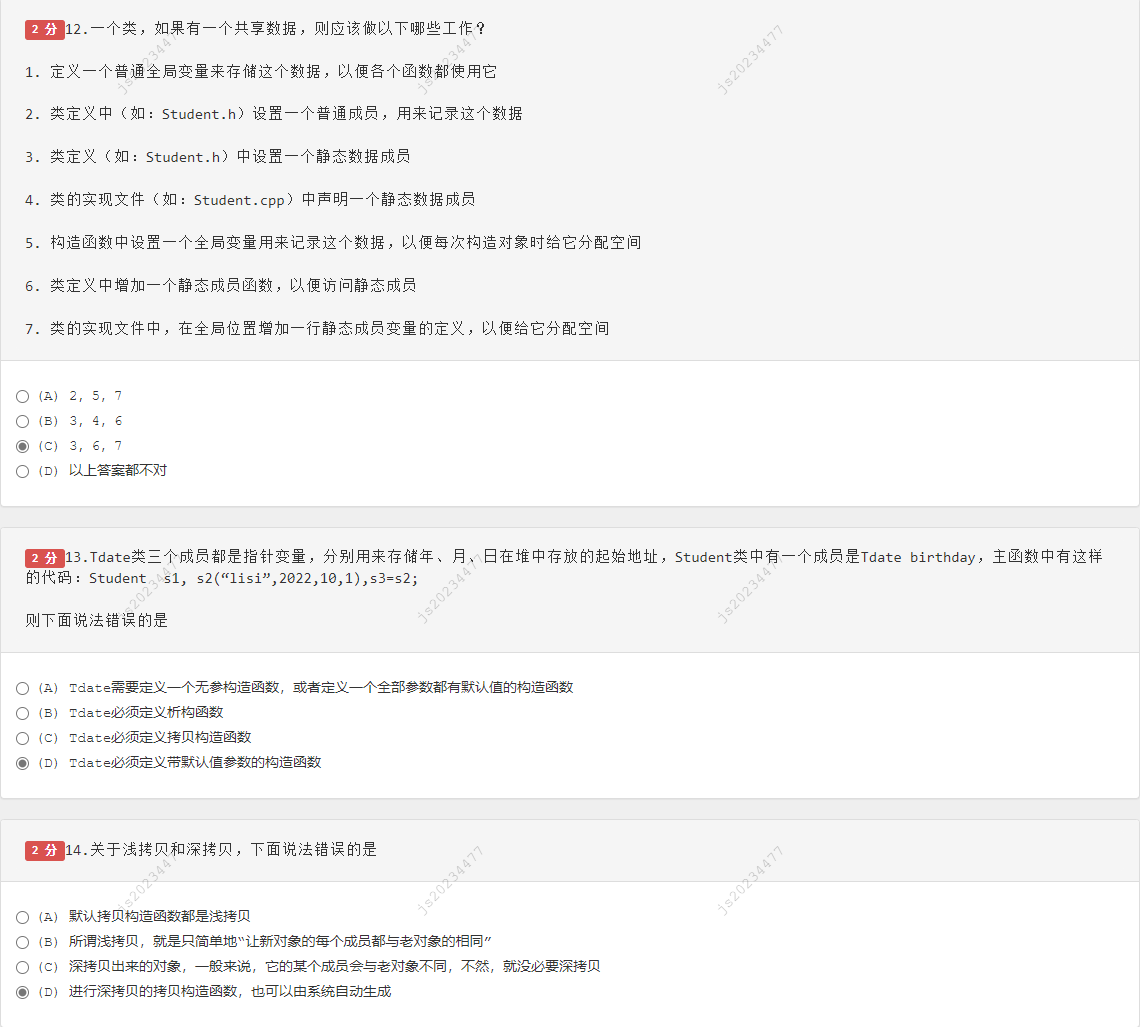 2 分 12.一个类，如果有一个共享数据，则应该做以下哪些工作？
1. 定义一个普通全局变量来存储这个数据，以便各个函数都使用它
2. 类定义中（如：Student.h）设置一个普通成员，用来记录这个数据
3. 类定义（如：Student.h）中设置一个静态数据成员
4. 类的实现文件（如：Student.cpp）中声明一个静态数据成员
5. 构造函数中设置一个全局变量用来记录这个数据，以便每次构造对象时给它分配空间
6. 类定义中增加一个静态成员函数，以便访问静态成员
7. 类的实现文件中，在全局位置增加一行静态成员变量的定义，以便给它分配空间
js20234477 js20234477 js20234477
(A) 2, 5, 7
(B) 3, 4, 6
(C) 3, 6, 7
(D) 以上答案都不对
2 分 13.Tdate类三个成员都是指针变量，分别用来存储年、月、日在堆中存放的起始地址，Student类中有一个成员是Tdate birthday，主函数中有这样
的代码：Student s1, s2(“lisi”,2022,10,1),s3=s2;
则下面说法错误的是
js20234477 js20234477 js20234477
(A) Tdate需要定义一个无参构造函数，或者定义一个全部参数都有默认值的构造函数
(B) Tdate必须定义析构函数
(C) Tdate必须定义拷贝构造函数
(D) Tdate必须定义带默认值参数的构造函数
2 分 14.关于浅拷贝和深拷贝，下面说法错误的是
js20234477 js20234477 js20234477
(A) 默认拷贝构造函数都是浅拷贝
(B) 所谓浅拷贝，就是只简单地“让新对象的每个成员都与老对象的相同”
(C) 深拷贝出来的对象，一般来说，它的某个成员会与老对象不同，不然，就没必要深拷贝
(D) 进行深拷贝的拷贝构造函数，也可以由系统自动生成